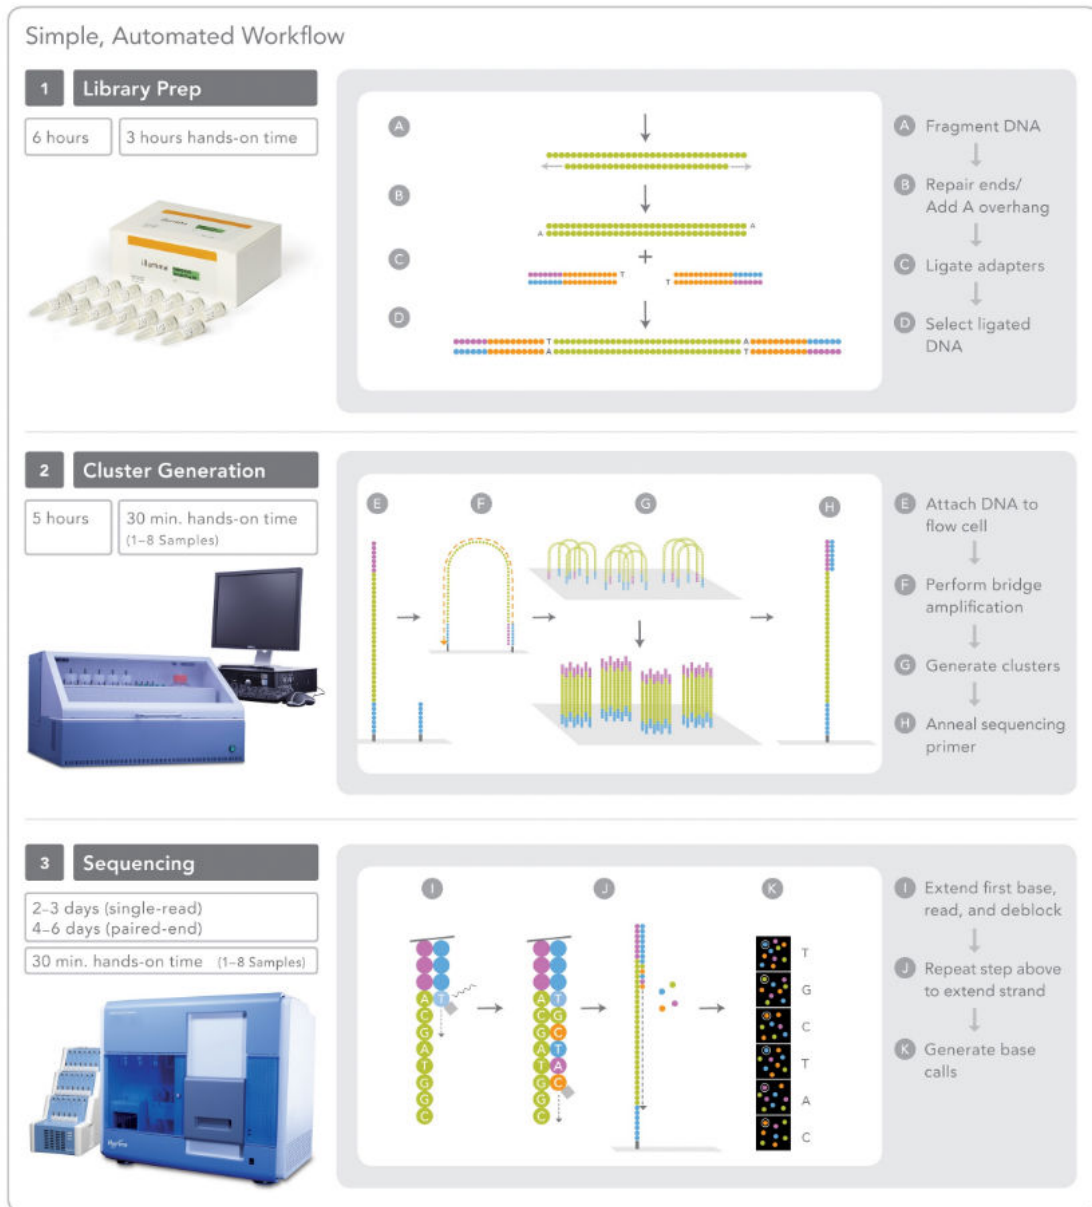 Simple, Automated Workflow
1 Library Prep
6 hours
3 hours hands-on time
illumina
A
B
C
D
A
A
T
T
T
A
A
T
A Fragment DNA
B Repair ends/
Add A overhang
C Ligate adapters
D Select ligated
DNA
2 Cluster Generation
5 hours
30 min. hands-on time
(1–8 Samples)
E
F
G
H
E Attach DNA to
flow cell
F Perform bridge
amplification
G Generate clusters
H Anneal sequencing
primer
3 Sequencing
2–3 days (single-read)
4–6 days (paired-end)
30 min. hands-on time (1–8 Samples)
illumina
I
J
K
A T
C
G
A
T
G
G
C
A T
C G
G C
A T
T A
G C
G
C
T
G
C
T
A
C
I Extend first base,
read, and deblock
J Repeat step above
to extend strand
K Generate base
calls